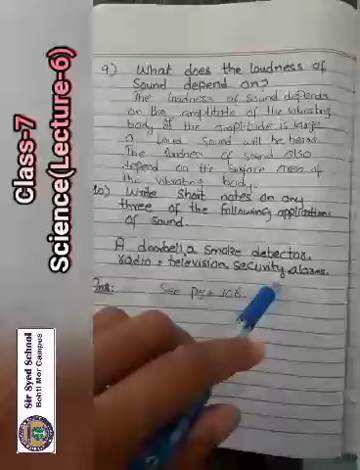 Class-7
Science(Lecture-6)
Sir Syed School
Bohti Mor Campus
9) What does the loudness of
Sound depend on?
The loudness of sound depends
on the amplitude of the vibrating
body if the amplitude is large
a loud sound will be heard.
The loudness of sound also
depend on the surface area of
the vibrating body.
10) Write short notes on any
three of the following applications
of sound.
A doorbell, a smoke detector,
radio, television, security alarm.
Ans: See pg = 106